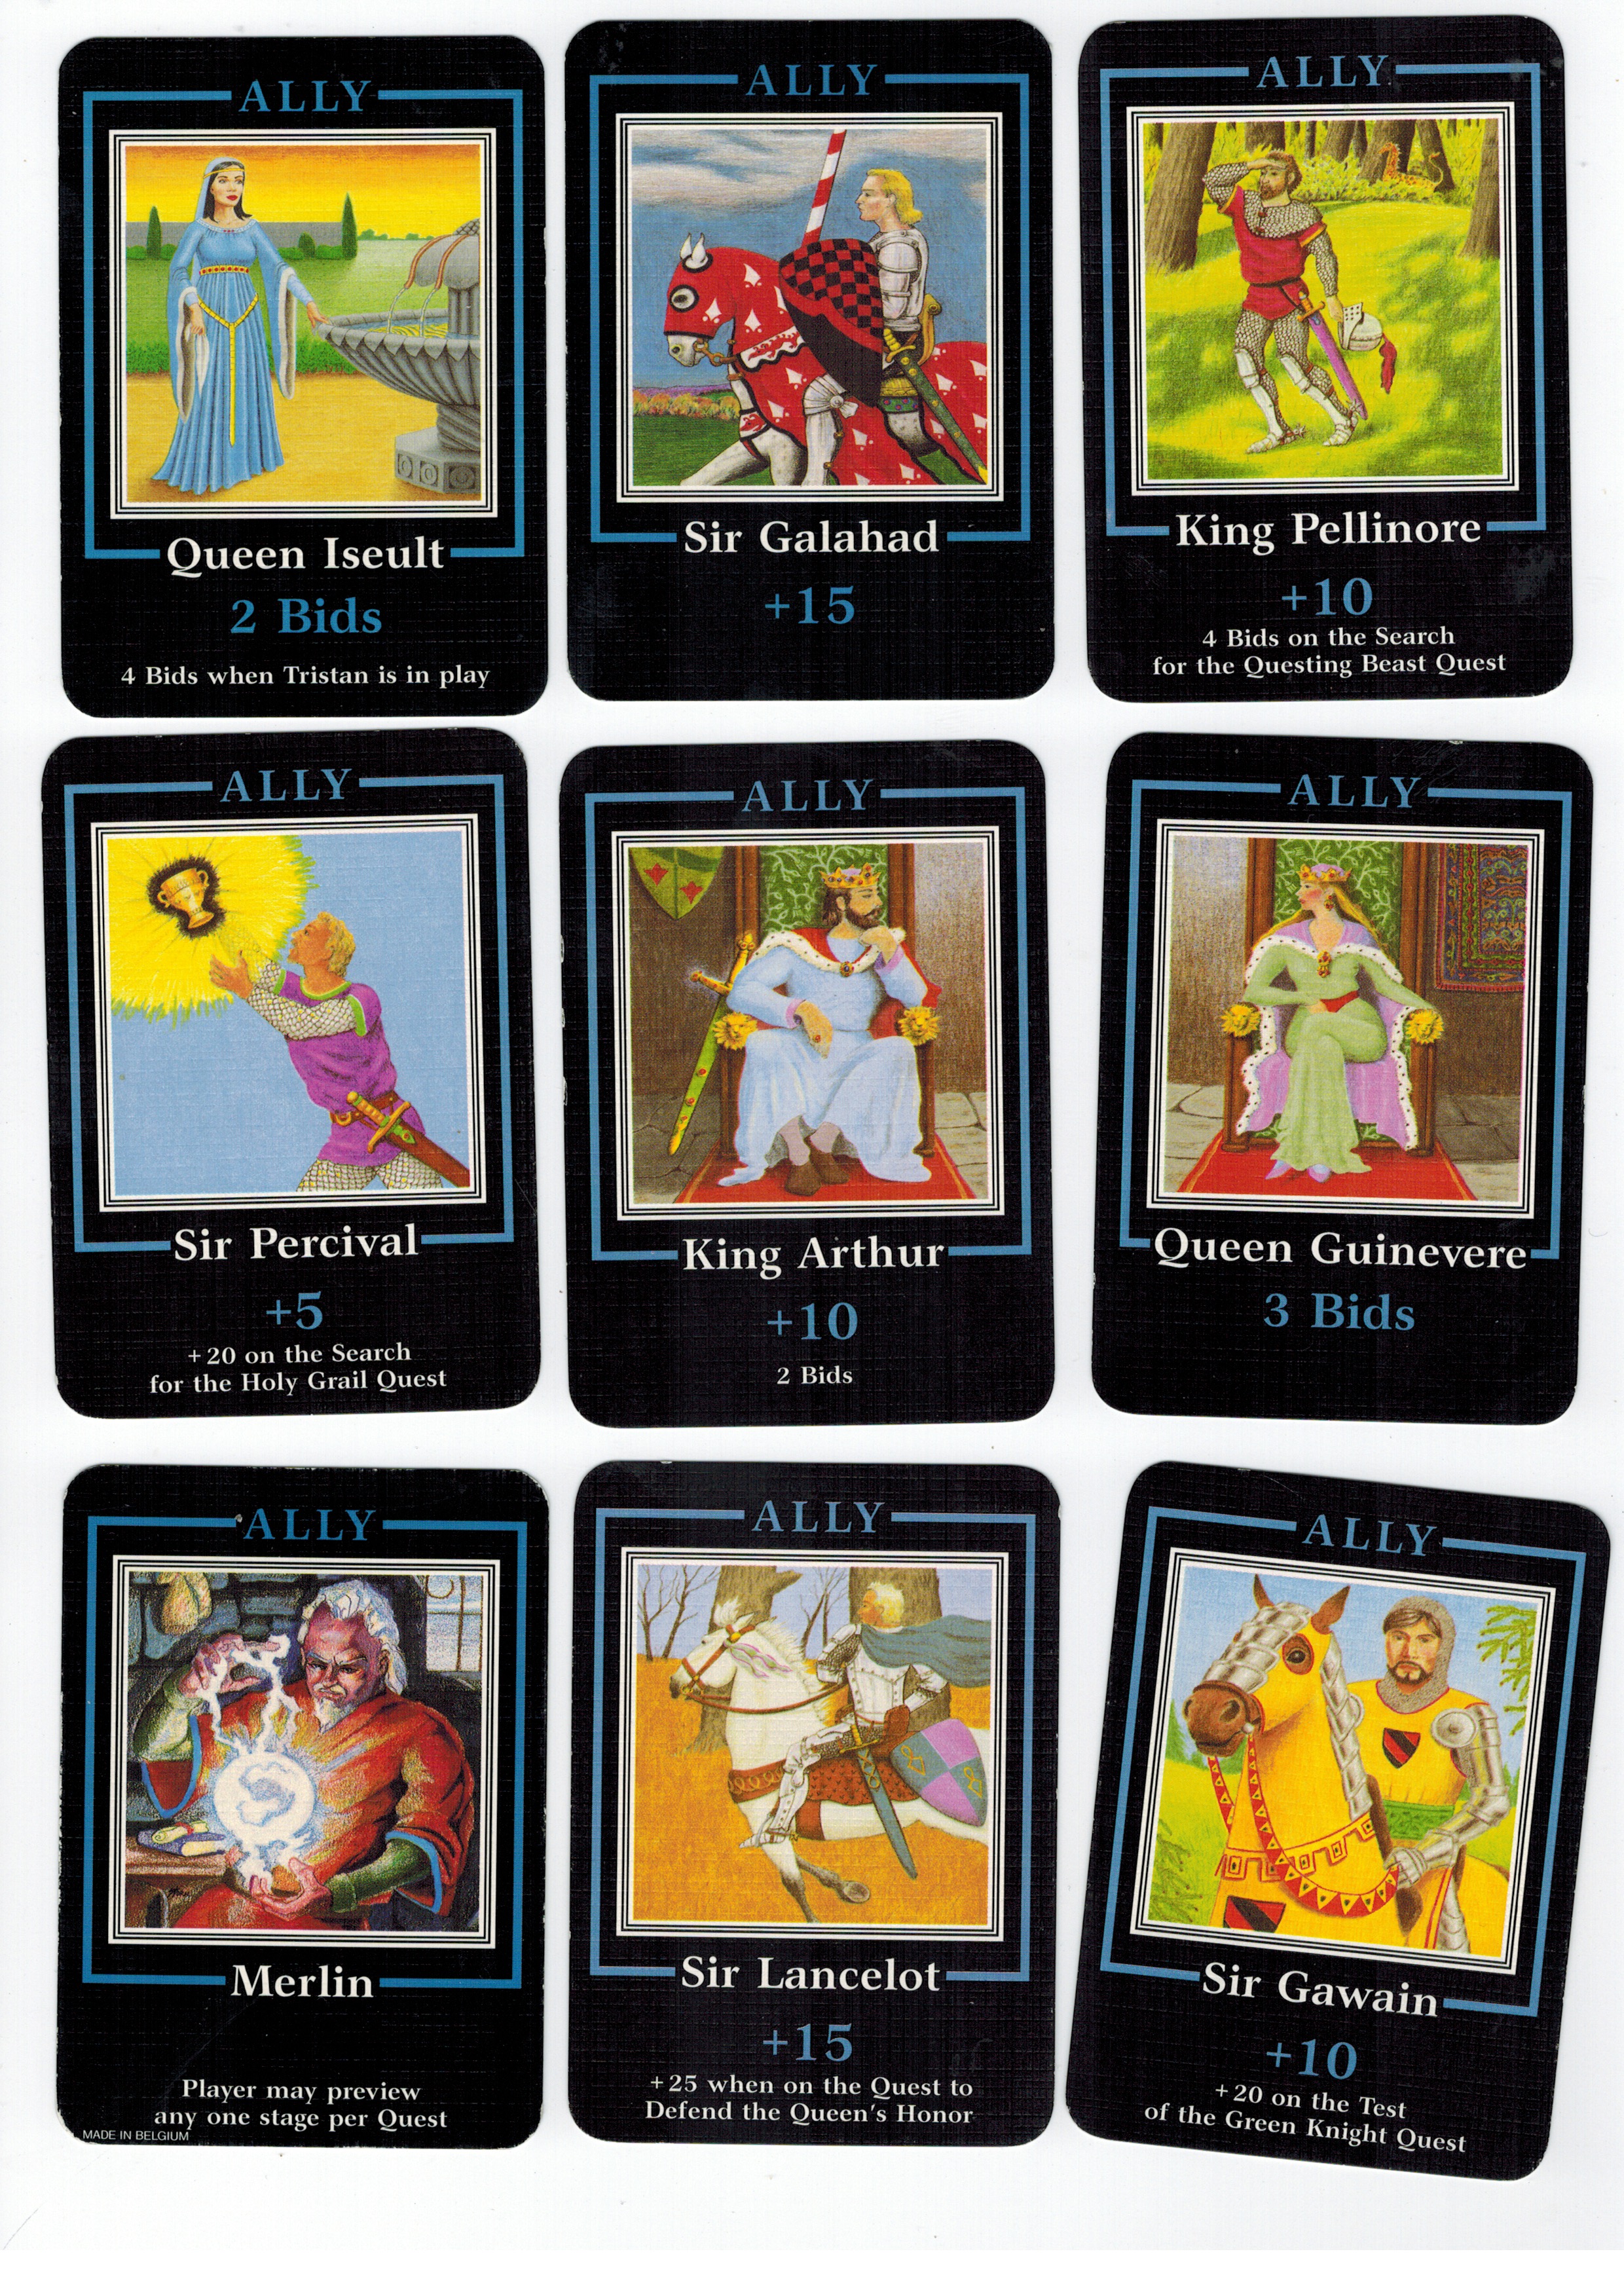 ALLY
Queen Iseult
2 Bids
4 Bids when Tristan is in play
ALLY
Sir Galahad
+15
ALLY
King Pellinore
+10
4 Bids on the Search
for the Questing Beast Quest
ALLY
Sir Percival
+5
+20 on the Search
for the Holy Grail Quest
ALLY
King Arthur
+10
2 Bids
ALLY
Queen Guinevere
3 Bids
ALLY
Merlin
Player may preview
any one stage per Quest
MADE IN BELGIUM
ALLY
Sir Lancelot
+15
+25 when on the Quest to
Defend the Queen's Honor
ALLY
Sir Gawain
+10
+20 on the Test
of the Green Knight Quest